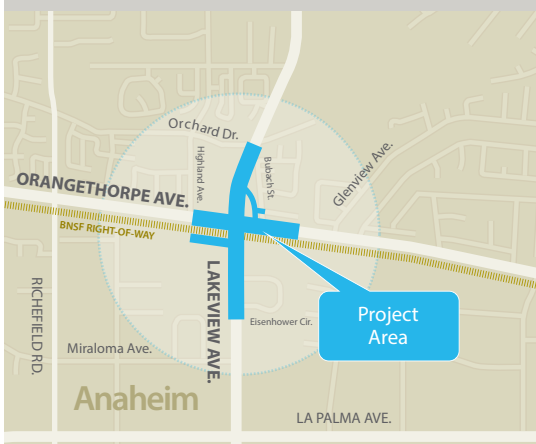 Orchard Dr.
Highland Ave.
Bubach St.
Glenview Ave.
ORANGETHORPE AVE.
BNSF RIGHT-OF-WAY
RICHEFIELD RD.
LAKEVIEW AVE.
Eisenhower Cir.
Project
Area
Miraloma Ave.
Anaheim
LA PALMA AVE.